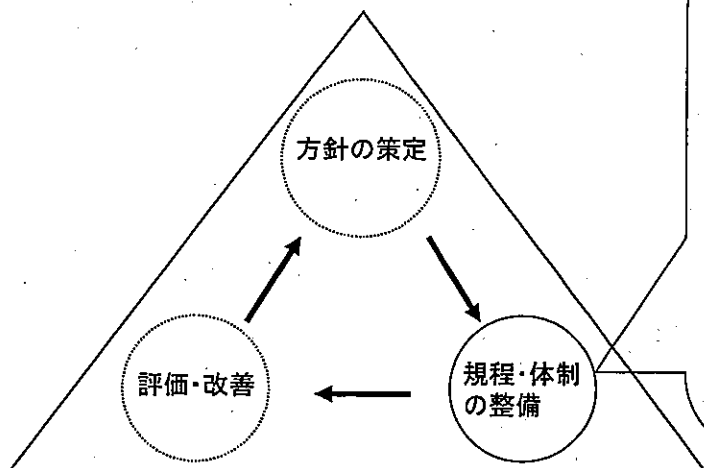 方針の策定
評価・改善
規程・体制
の整備